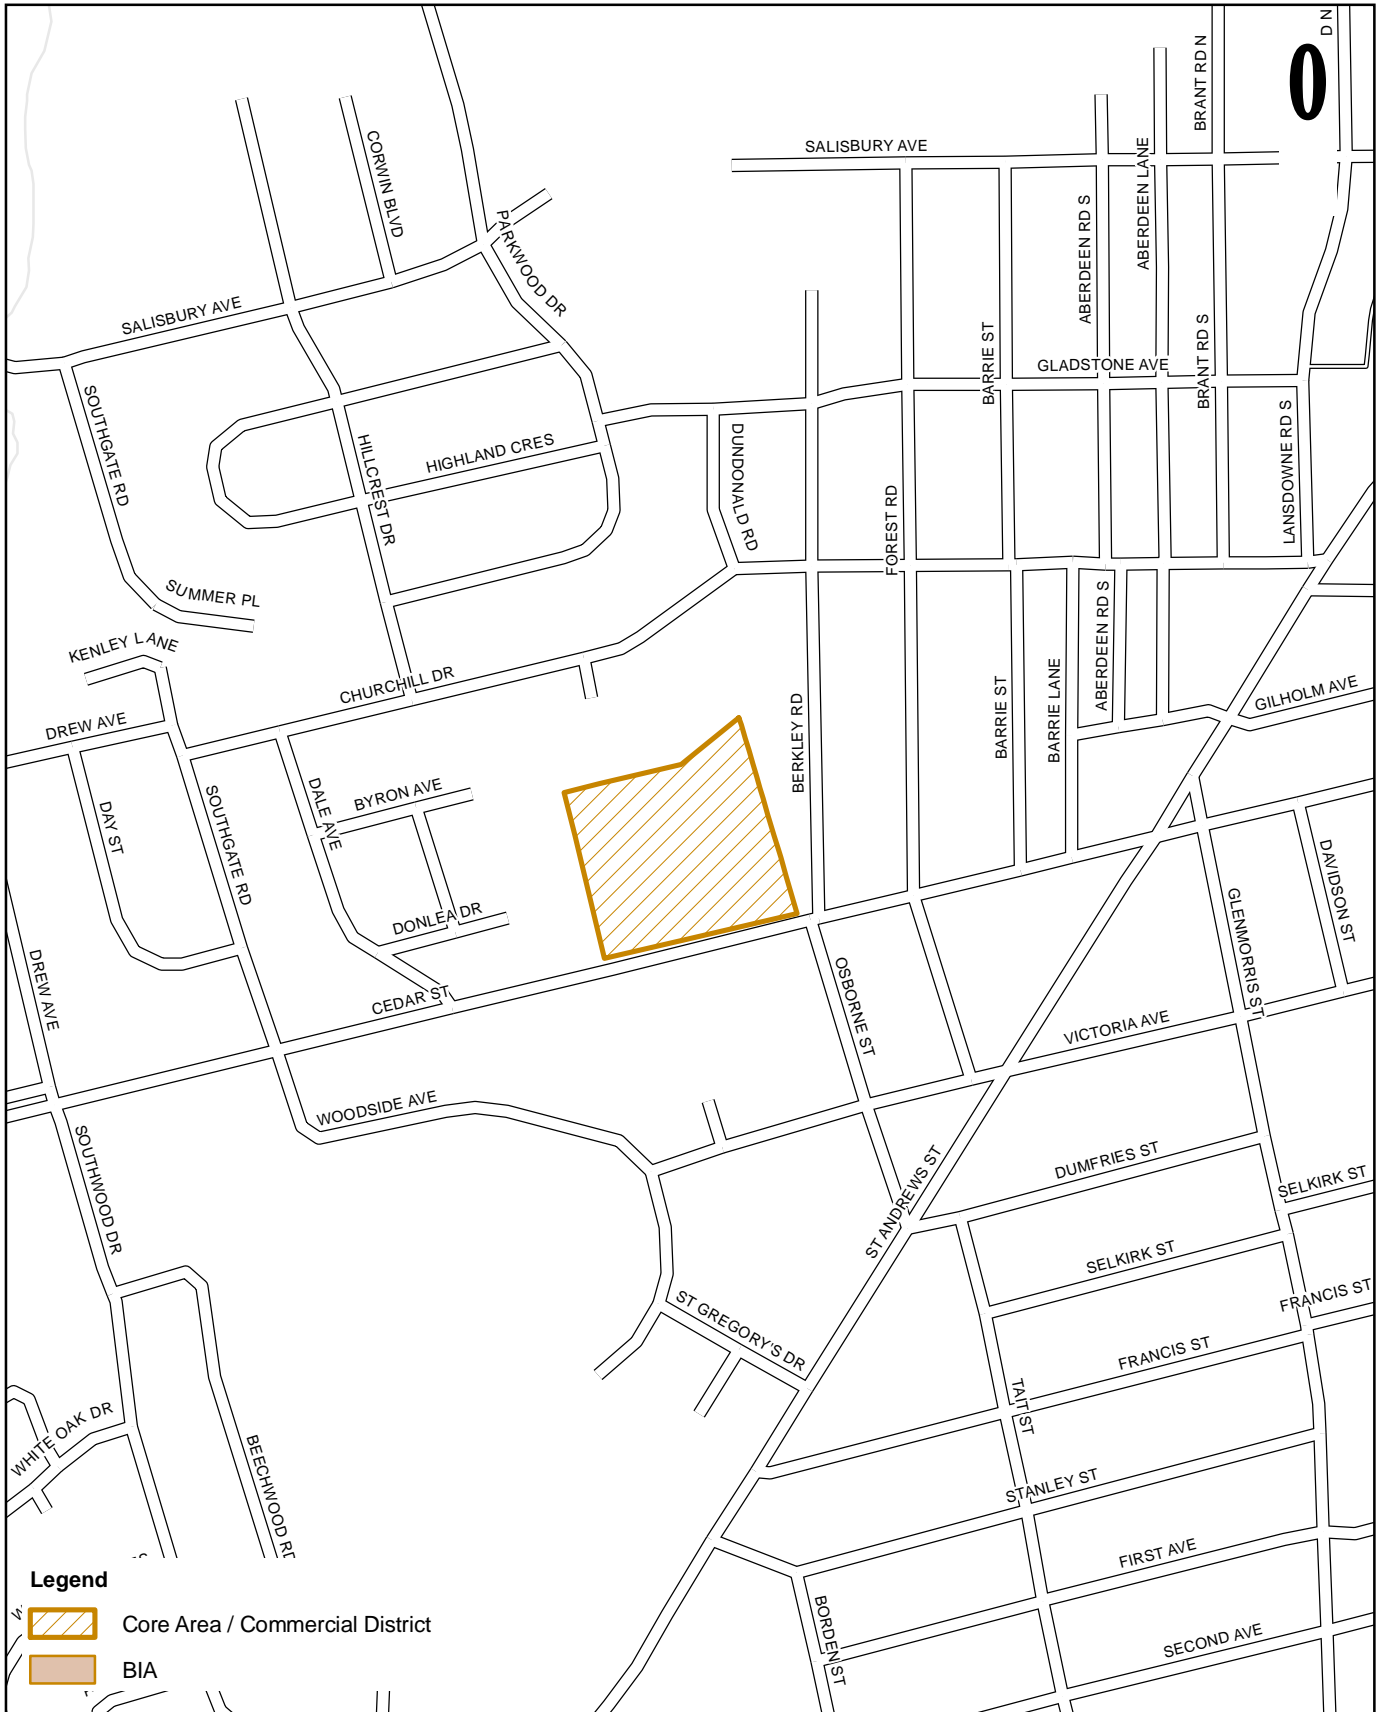 D N
BRANT RD N
0
SALISBURY AVE
CORWIN BLVD
ABERDEEN LANE
ABERDEEN RD S
PARKWOOD DR
SALISBURY AVE
BARRIE ST
GLADSTONE AVE
BRANT RD S
SOUTHGATE RD
HILLCREST DR
HIGHLAND CRES
DUNDONALD RD
FOREST RD
LANSDOWNE RD S
SUMMER PL
KENLEY LANE
ABERDEEN RD S
CHURCHILL DR
GILHOLM AVE
DREW AVE
BERKLEY RD
BARRIE ST
BARRIE LANE
DAY ST
SOUTHGATE RD
DALE AVE
BYRON AVE
DAVIDSON ST
GLENMORRIS ST
DONLEA DR
DREW AVE
CEDAR ST
OSBORNE ST
VICTORIA AVE
WOODSIDE AVE
SOUTHWOOD DR
DUMFRIES ST
ST ANDREWS ST
SELKIRK ST
SELKIRK ST
FRANCIS ST
ST GREGORY'S DR
FRANCIS ST
TAIT ST
WHITE OAK DR
BEECHWOOD RD
STANLEY ST
FIRST AVE
Legend
Core Area / Commercial District
BIA
BORDEN ST
SECOND AVE